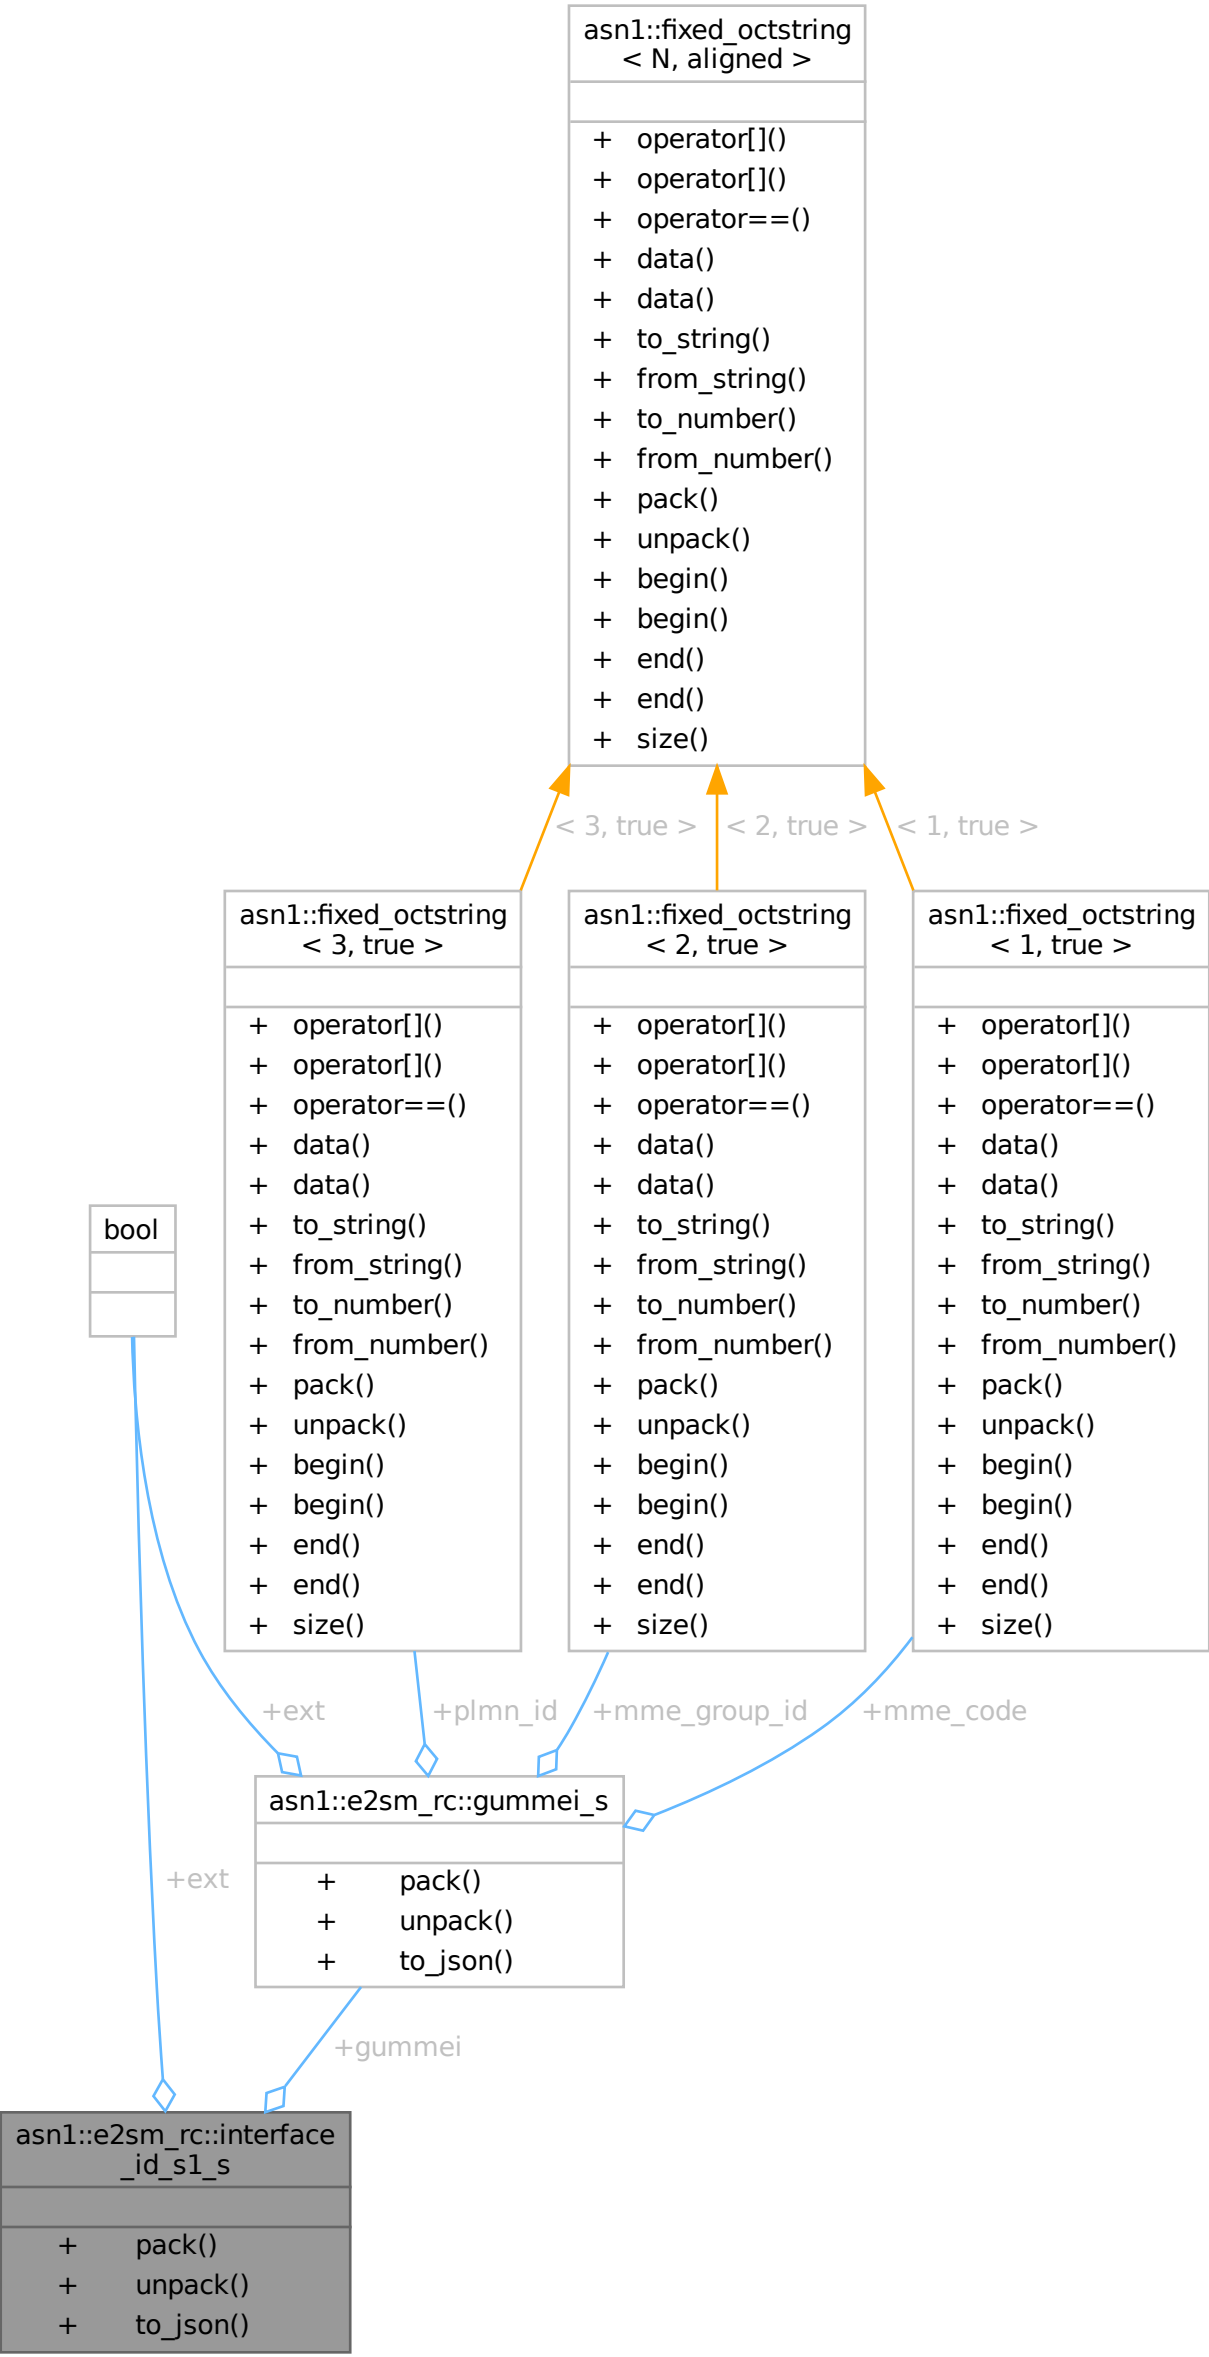 asn1::fixed_octstring
< N, aligned >
+ operator[]()
+ operator[]()
+ operator==()
+ data()
+ data()
+ to_string()
+ from_string()
+ to_number()
+ from_number()
+ pack()
+ unpack()
+ begin()
+ begin()
+ end()
+ end()
+ size()
< 3, true >
< 2, true >
< 1, true >
asn1::fixed_octstring
< 3, true >
+ operator[]()
+ operator[]()
+ operator==()
+ data()
+ data()
+ to_string()
+ from_string()
+ to_number()
+ from_number()
+ pack()
+ unpack()
+ begin()
+ begin()
+ end()
+ end()
+ size()
asn1::fixed_octstring
< 2, true >
+ operator[]()
+ operator[]()
+ operator==()
+ data()
+ data()
+ to_string()
+ from_string()
+ to_number()
+ from_number()
+ pack()
+ unpack()
+ begin()
+ begin()
+ end()
+ end()
+ size()
asn1::fixed_octstring
< 1, true >
+ operator[]()
+ operator[]()
+ operator==()
+ data()
+ data()
+ to_string()
+ from_string()
+ to_number()
+ from_number()
+ pack()
+ unpack()
+ begin()
+ begin()
+ end()
+ end()
+ size()
bool
+ext
+plmn_id
+mme_group_id
+mme_code
asn1::e2sm_rc::gummei_s
+ pack()
+ unpack()
+ to_json()
+ext
+gummei
asn1::e2sm_rc::interface
_id_s1_s
+ pack()
+ unpack()
+ to_json()